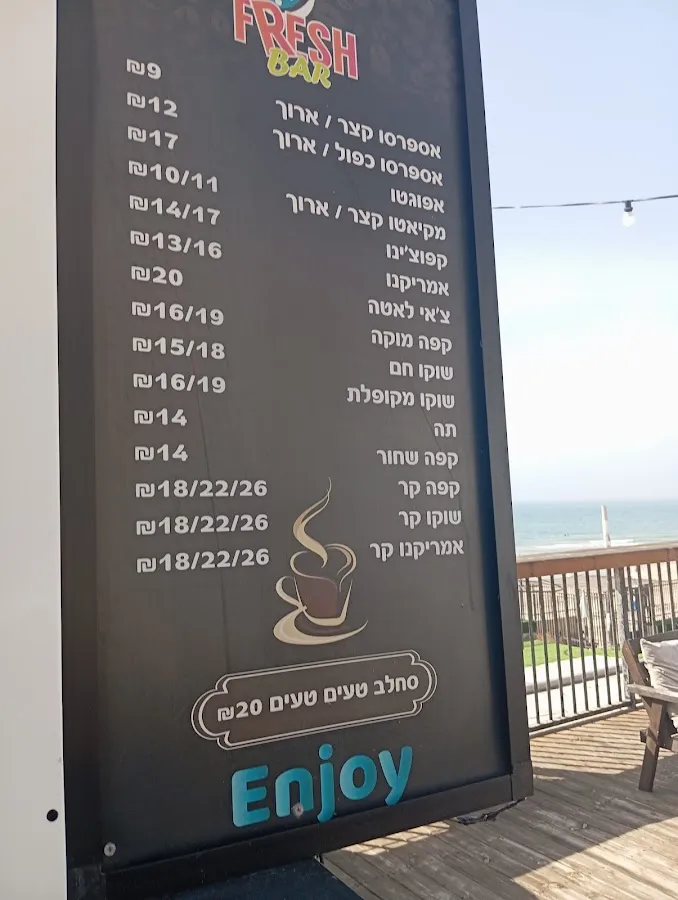 FRESH
BAR
אספרסו קצר / ארוך ₪9
אספרסו כפול / ארוך ₪12
אפוגטו ₪17
מקיאטו קצר / ארוך ₪10/11
קפוצ'ינו ₪14/17
אמריקנו ₪13/16
צ'אי לאטה ₪20
קפה מוקה ₪16/19
שוקו חם ₪15/18
שוקו מקופלת ₪16/19
תה ₪14
קפה שחור ₪14
קפה קר ₪18/22/26
שוקו קר ₪18/22/26
אמריקנו קר ₪18/22/26
סחלב טעים טעים ₪20
Enjoy